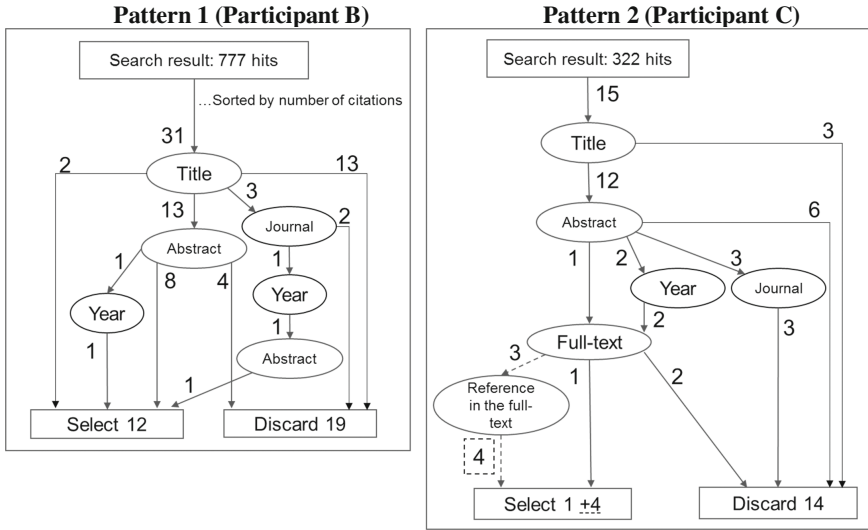 Pattern 1 (Participant B)
Search result: 777 hits
…Sorted by number of citations
31
Title
2
13
13
3
Journal
2
Abstract
1
8
4
1
Year
Year
1
1
Abstract
1
Select 12
Discard 19
Pattern 2 (Participant C)
Search result: 322 hits
15
Title
3
12
Abstract
6
1
2
3
Year
Journal
2
3
Full-text
3
1
2
Reference
in the full-
text
4
Select 1 +4
Discard 14